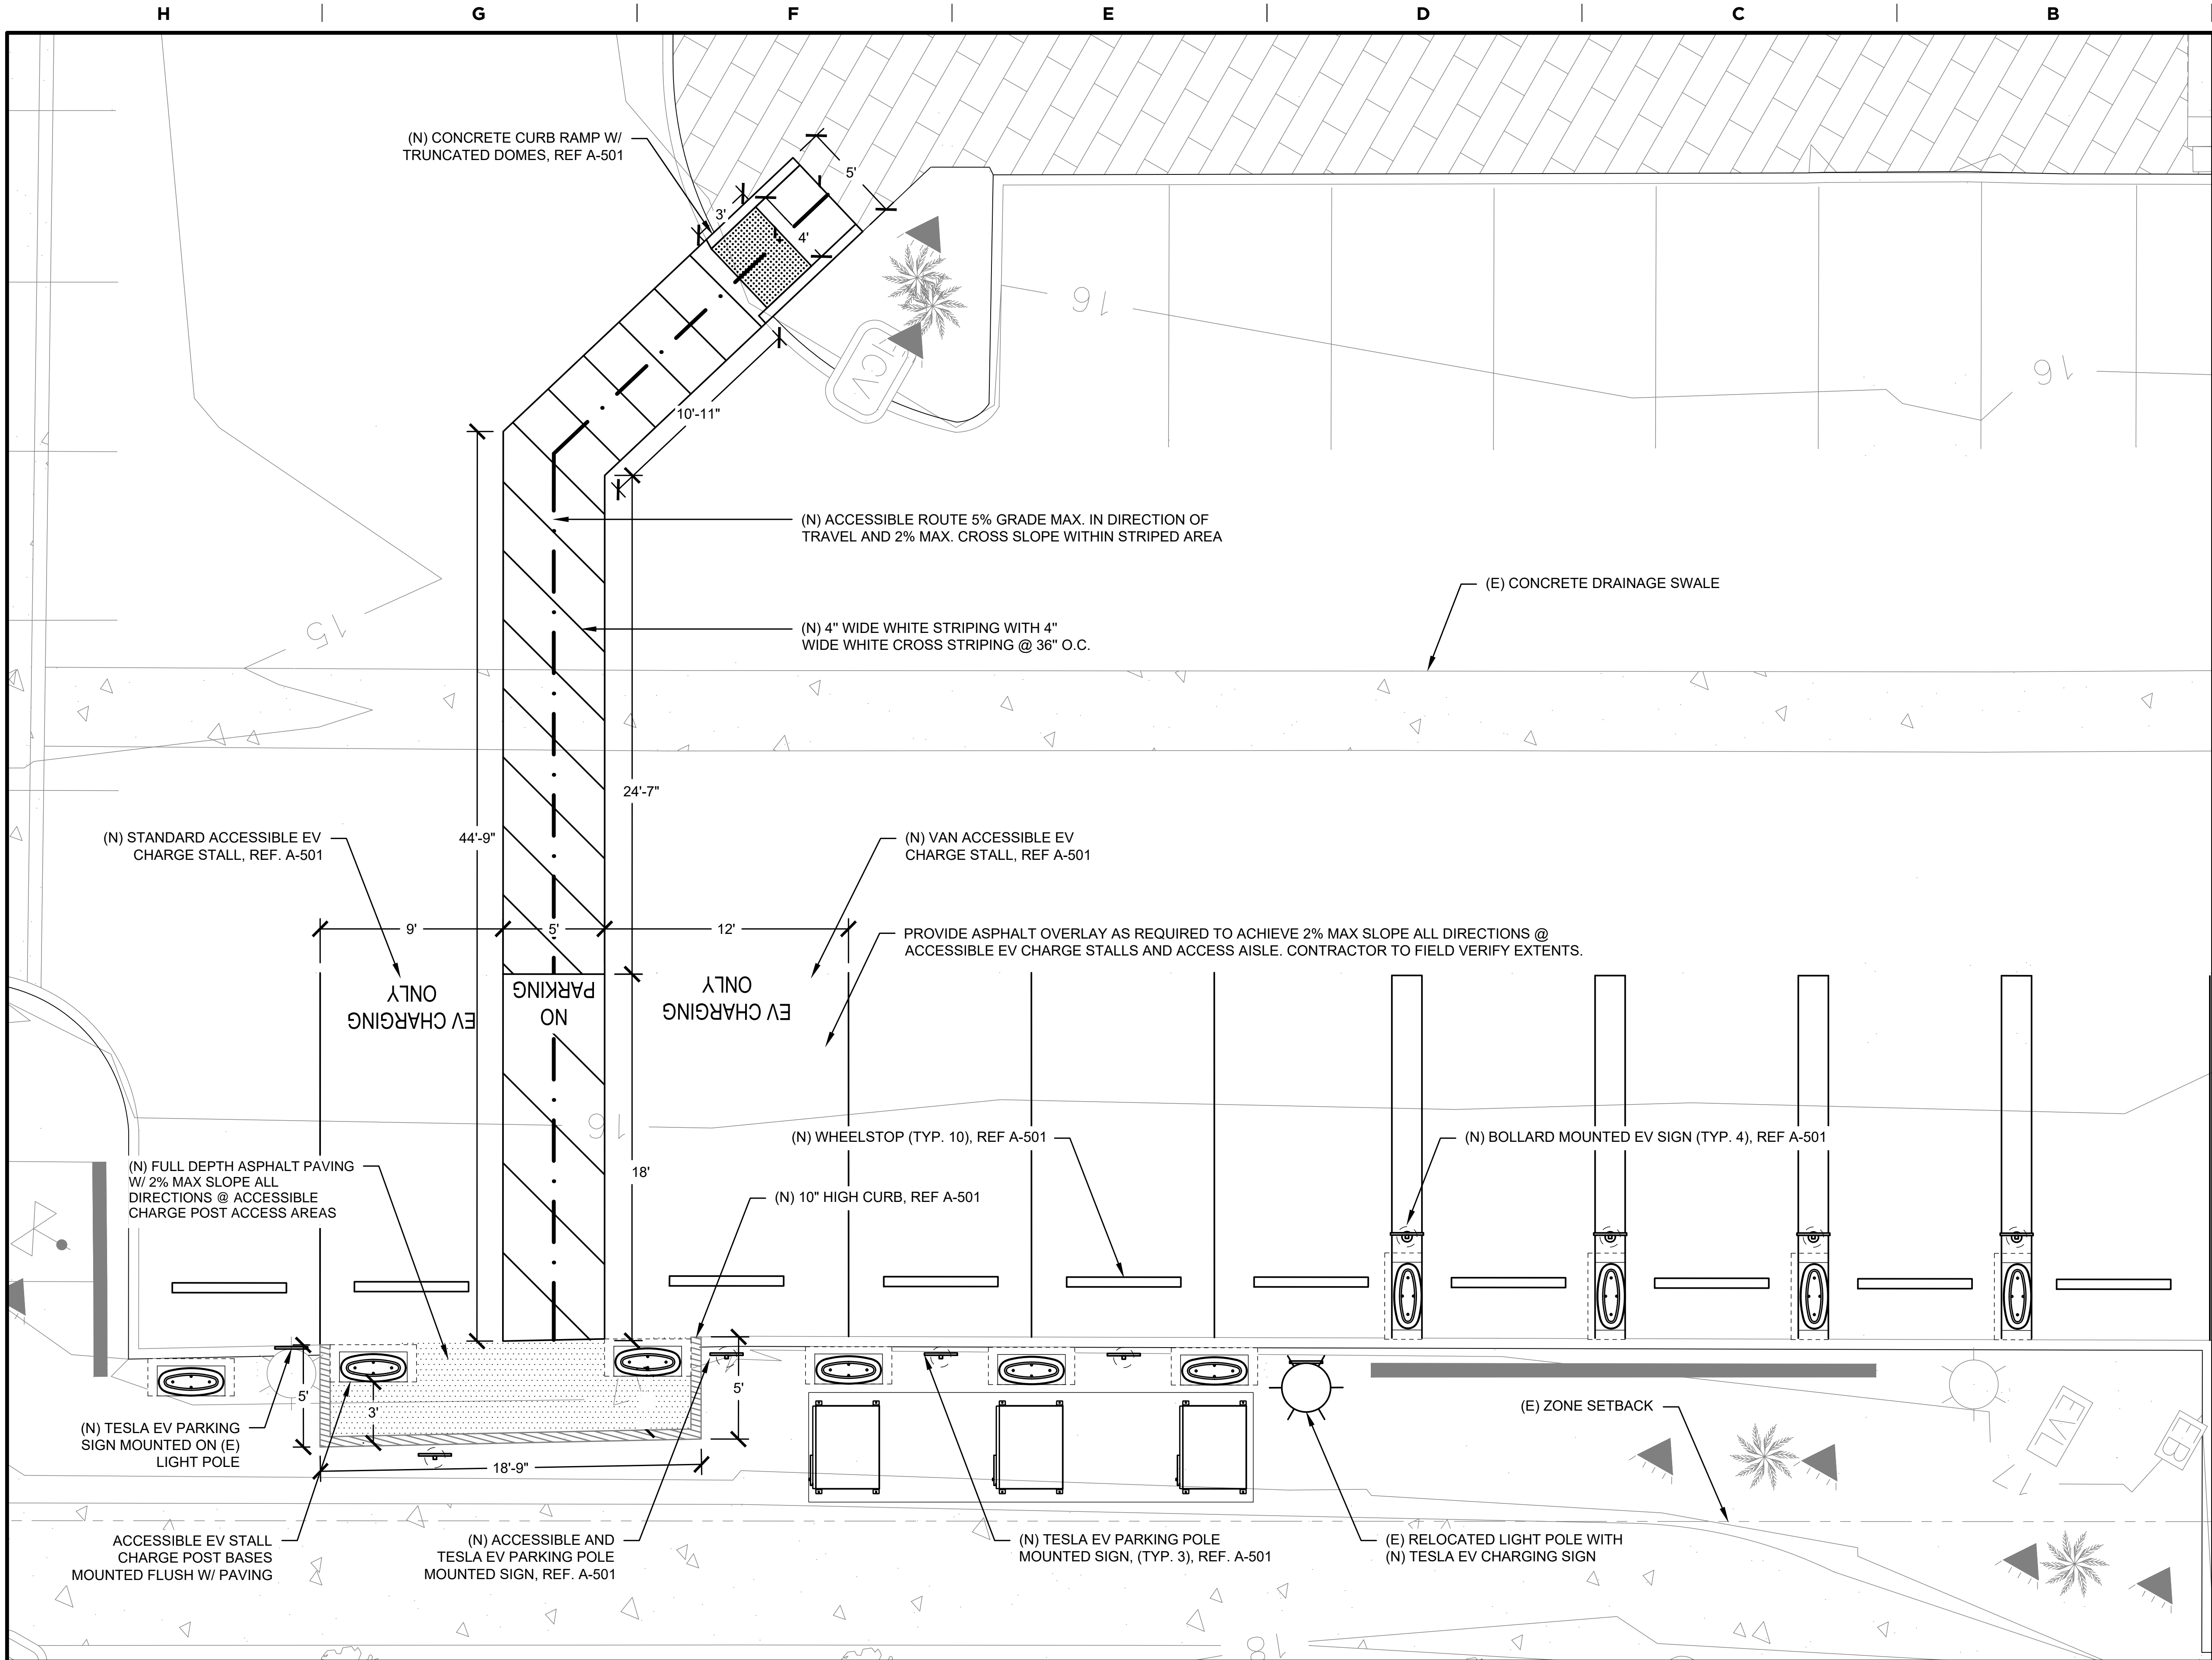 H G F E D C B
(N) CONCRETE CURB RAMP W/
TRUNCATED DOMES, REF A-501
5'
3'
4'
16
ICV
16
10'-11"
(N) ACCESSIBLE ROUTE 5% GRADE MAX. IN DIRECTION OF
TRAVEL AND 2% MAX. CROSS SLOPE WITHIN STRIPED AREA
(E) CONCRETE DRAINAGE SWALE
15
(N) 4" WIDE WHITE STRIPING WITH 4"
WIDE WHITE CROSS STRIPING @ 36" O.C.
24'-7"
44'-9"
(N) STANDARD ACCESSIBLE EV
CHARGE STALL, REF. A-501
(N) VAN ACCESSIBLE EV
CHARGE STALL, REF A-501
9'
5'
12'
PROVIDE ASPHALT OVERLAY AS REQUIRED TO ACHIEVE 2% MAX SLOPE ALL DIRECTIONS @
ACCESSIBLE EV CHARGE STALLS AND ACCESS AISLE. CONTRACTOR TO FIELD VERIFY EXTENTS.
EV CHARGING
ONLY
NO
PARKING
EV CHARGING
ONLY
16
(N) WHEELSTOP (TYP. 10), REF A-501
(N) BOLLARD MOUNTED EV SIGN (TYP. 4), REF A-501
(N) FULL DEPTH ASPHALT PAVING
W/ 2% MAX SLOPE ALL
DIRECTIONS @ ACCESSIBLE
CHARGE POST ACCESS AREAS
18'
(N) 10" HIGH CURB, REF A-501
5'
3'
5'
(N) TESLA EV PARKING
SIGN MOUNTED ON (E)
LIGHT POLE
18'-9"
(E) ZONE SETBACK
EVL
EB
17
ACCESSIBLE EV STALL
CHARGE POST BASES
MOUNTED FLUSH W/ PAVING
(N) ACCESSIBLE AND
TESLA EV PARKING POLE
MOUNTED SIGN, REF. A-501
(N) TESLA EV PARKING POLE
MOUNTED SIGN, (TYP. 3), REF. A-501
(E) RELOCATED LIGHT POLE WITH
(N) TESLA EV CHARGING SIGN
18